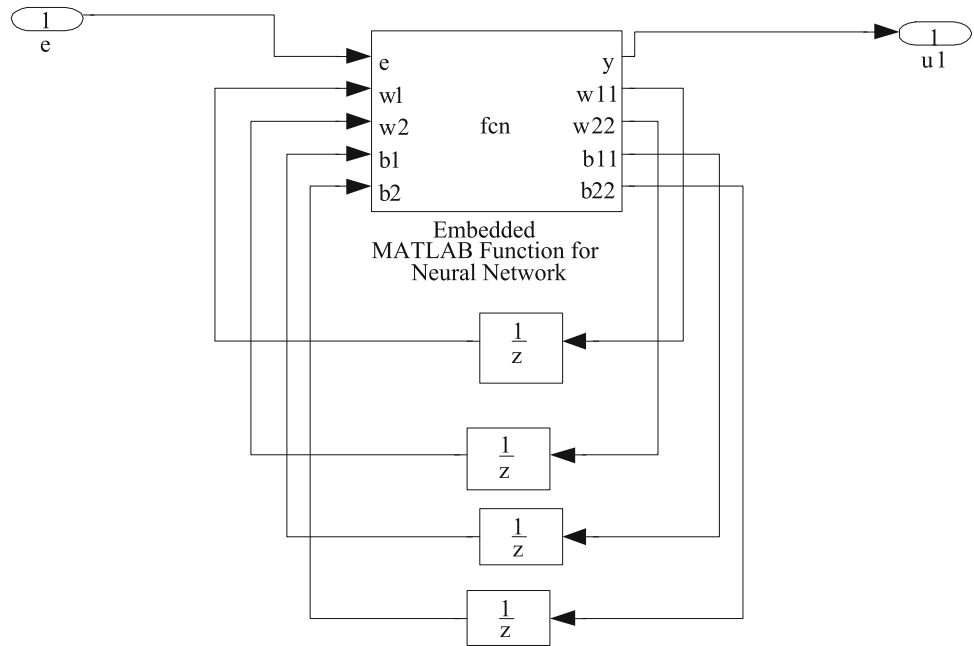 1
e
1
u1
e
y
w1
w11
w2
fcn
w22
b1
b11
b2
b22
Embedded
MATLAB Function for
Neural Network
1
z
1
z
1
z
1
z